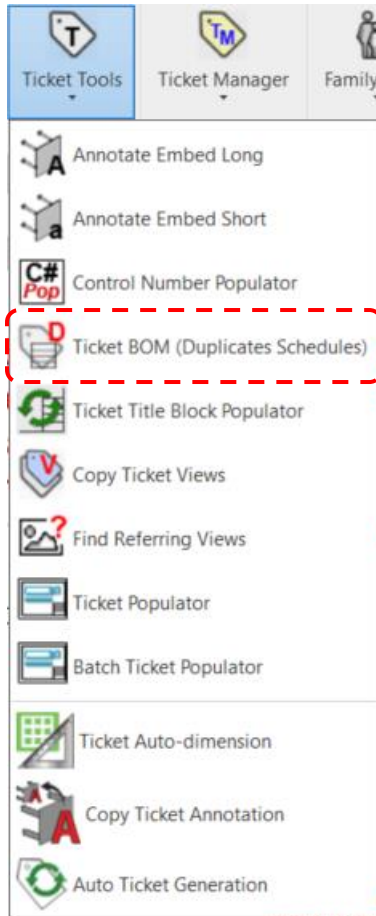 T
TM
Ticket Tools
Ticket Manager
Family
A
Annotate Embed Long
a
Annotate Embed Short
C#
Pop
Control Number Populator
D
Ticket BOM (Duplicates Schedules)
Ticket Title Block Populator
V
Copy Ticket Views
?
Find Referring Views
Ticket Populator
Batch Ticket Populator
Ticket Auto-dimension
A
A
Copy Ticket Annotation
Auto Ticket Generation